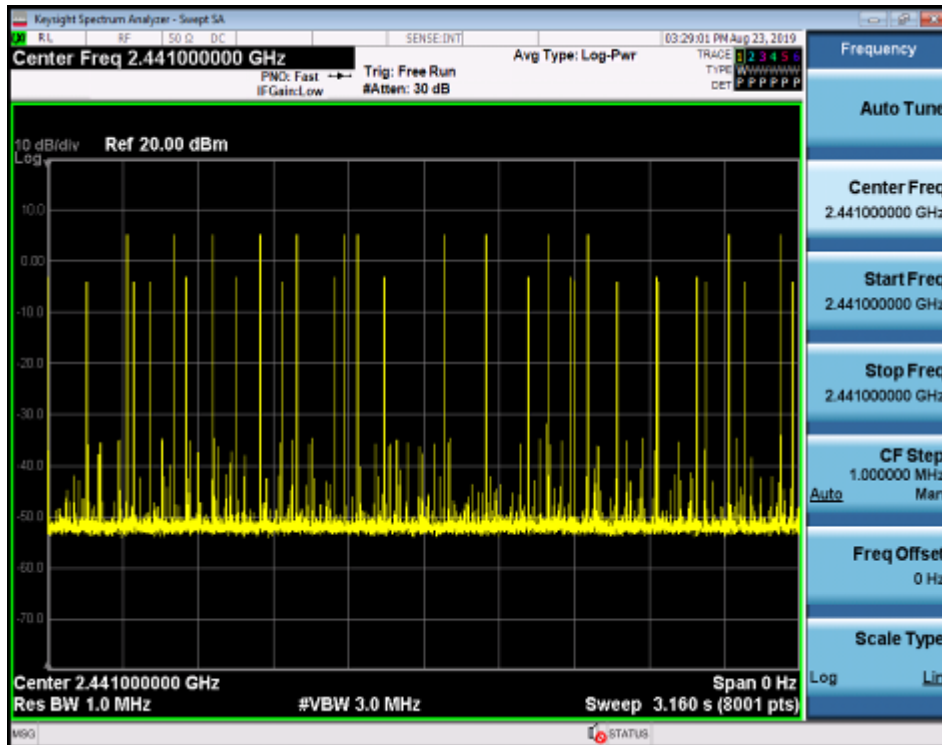 Keysight Spectrum Analyzer - Swept SA
RL RF 50 Ω DC SENSE:INT 03:29:01 PM Aug 23, 2019
Center Freq 2.441000000 GHz Avg Type: Log-Pwr TRACE 1 2 3 4 5 6
PNO: Fast Trig: Free Run TYPE WWWWWW
IFGain:Low #Atten: 30 dB DET P P P P P P
10 dB/div Ref 20.00 dBm
Log
10.0
0.00
-10.0
-20.0
-30.0
-40.0
-50.0
-60.0
-70.0
Center 2.441000000 GHz Span 0 Hz
Res BW 1.0 MHz #VBW 3.0 MHz Sweep 3.160 s (8001 pts)
MSG STATUS
Frequency
Auto Tune
Center Freq
2.441000000 GHz
Start Freq
2.441000000 GHz
Stop Freq
2.441000000 GHz
CF Step
1.000000 MHz
Auto Man
Freq Offset
0 Hz
Scale Type
Log Lin